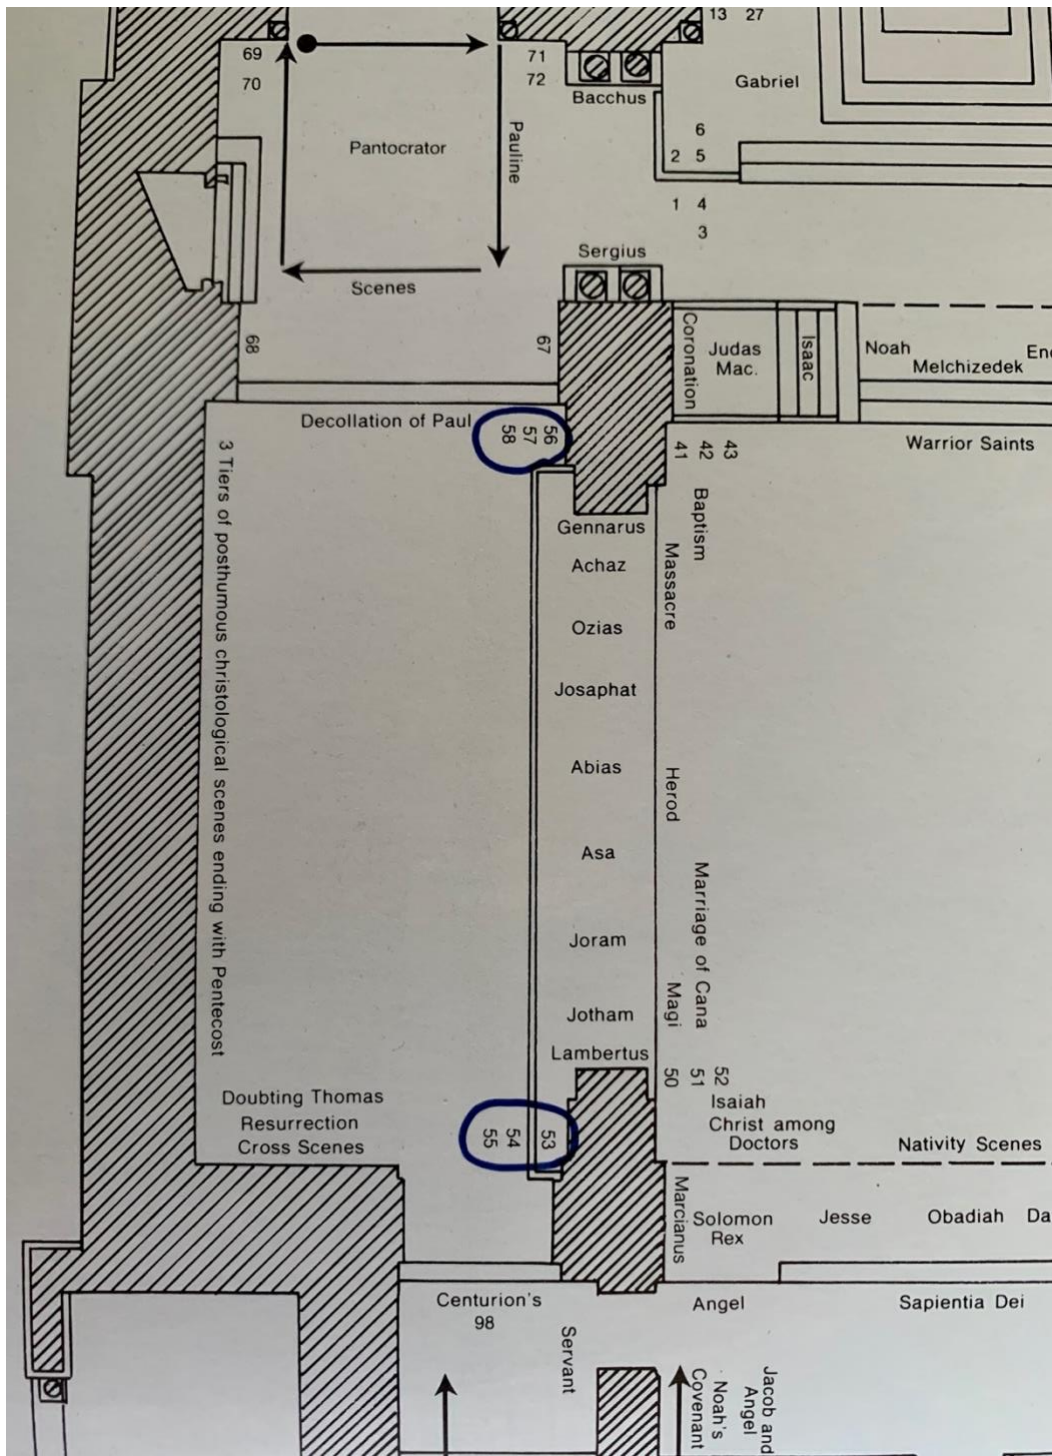 13 27
69
70
71
72
Bacchus
Gabriel
Pantocrator
Pauline
6
2 5
1 4
3
Sergius
Scenes
68
67
Coronation
Judas
Mac.
Isaac
Noah
Melchizedek
Decollation of Paul
56
57
58
43
42
41
Warrior Saints
3 Tiers of posthumous christological scenes ending with Pentecost
Gennarus
Achaz
Ozias
Josaphat
Abias
Asa
Joram
Jotham
Lambertus
Baptism
Massacre
Herod
Marriage of Cana
Magi
52
51
50
Isaiah
Christ among
Doctors
Nativity Scenes
Doubting Thomas
Resurrection
Cross Scenes
53
54
55
Marcianus
Solomon
Rex
Jesse
Obadiah
Centurion's
98
Servant
Angel
Sapientia Dei
Jacob and
Angel
Noah's
Covenant